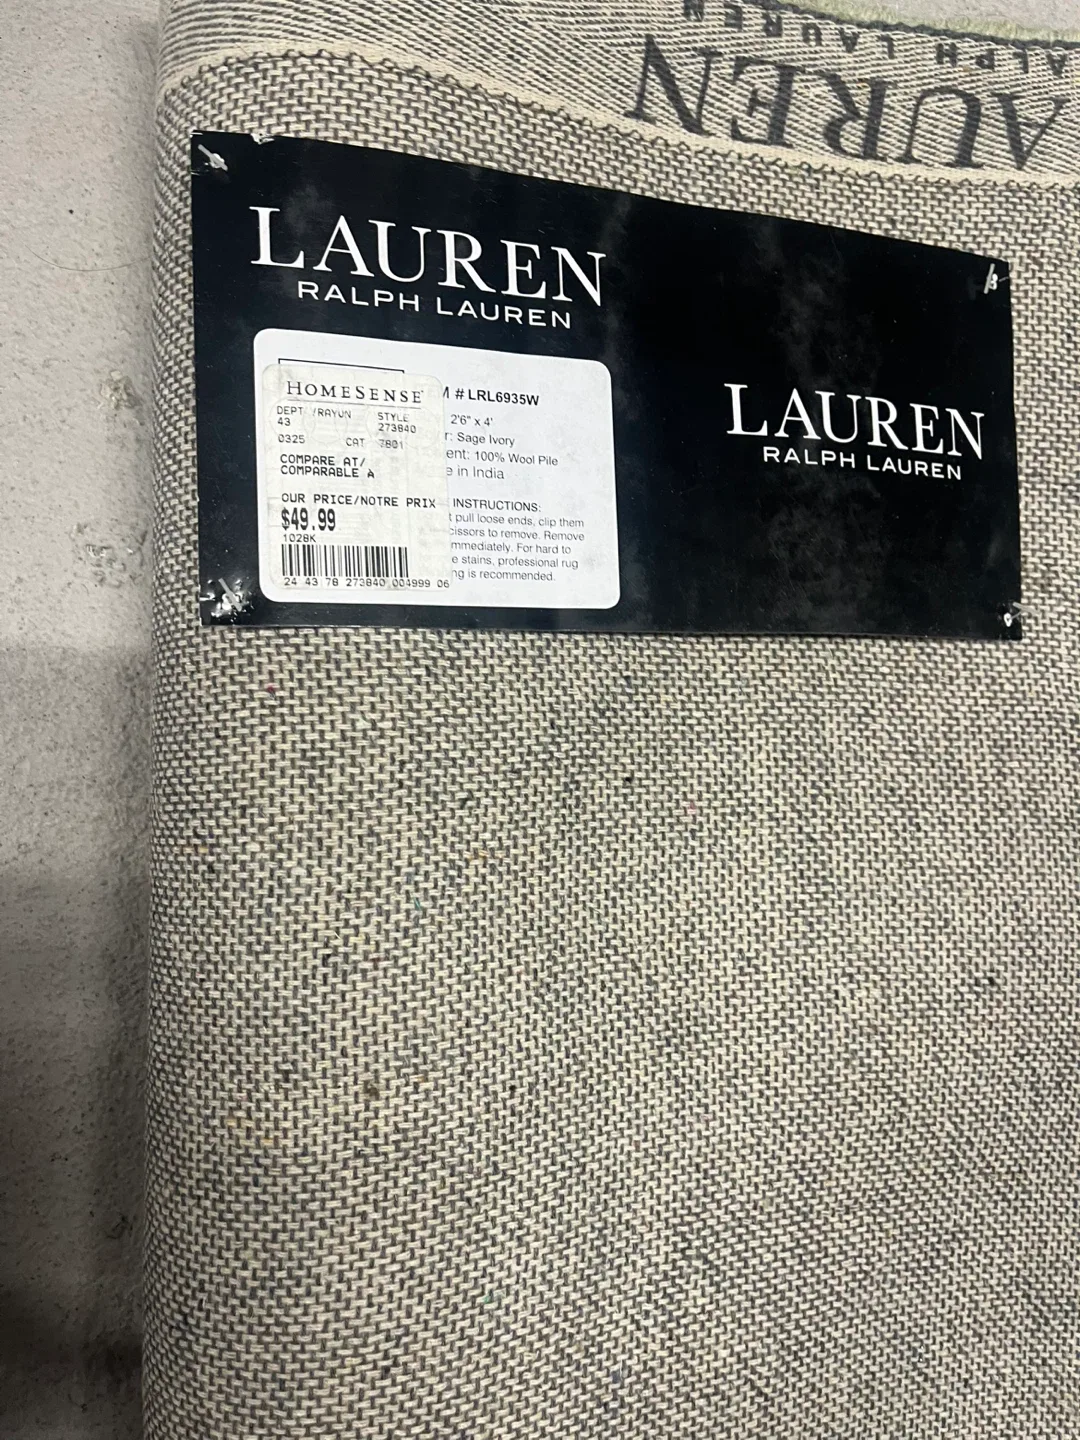 LAUREN
RALPH LAUREN
AUREN
LAUREN
RALPH LAUREN
HOMESENSE
DEPT /RAYON STYLE
43 273840
0325 CAT 7801
COMPARE AT/
COMPARABLE A
OUR PRICE/NOTRE PRIX
$49.99
1028K
24 43 78 273840 004999 06
# LRL6935W
2'6" x 4'
r: Sage Ivory
ent: 100% Wool Pile
e in India
INSTRUCTIONS:
t pull loose ends, clip them
cissors to remove. Remove
mmediately. For hard to
e stains, professional rug
ng is recommended.
LAUREN
RALPH LAUREN